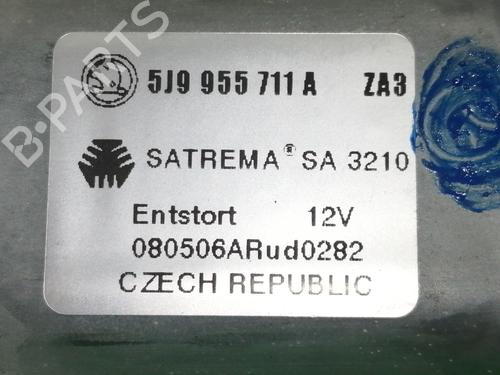 5J9 955 711 A ZA3
SATREMA® SA 3210
Entstort 12V
080506ARud0282
CZECH REPUBLIC
B-PARTS